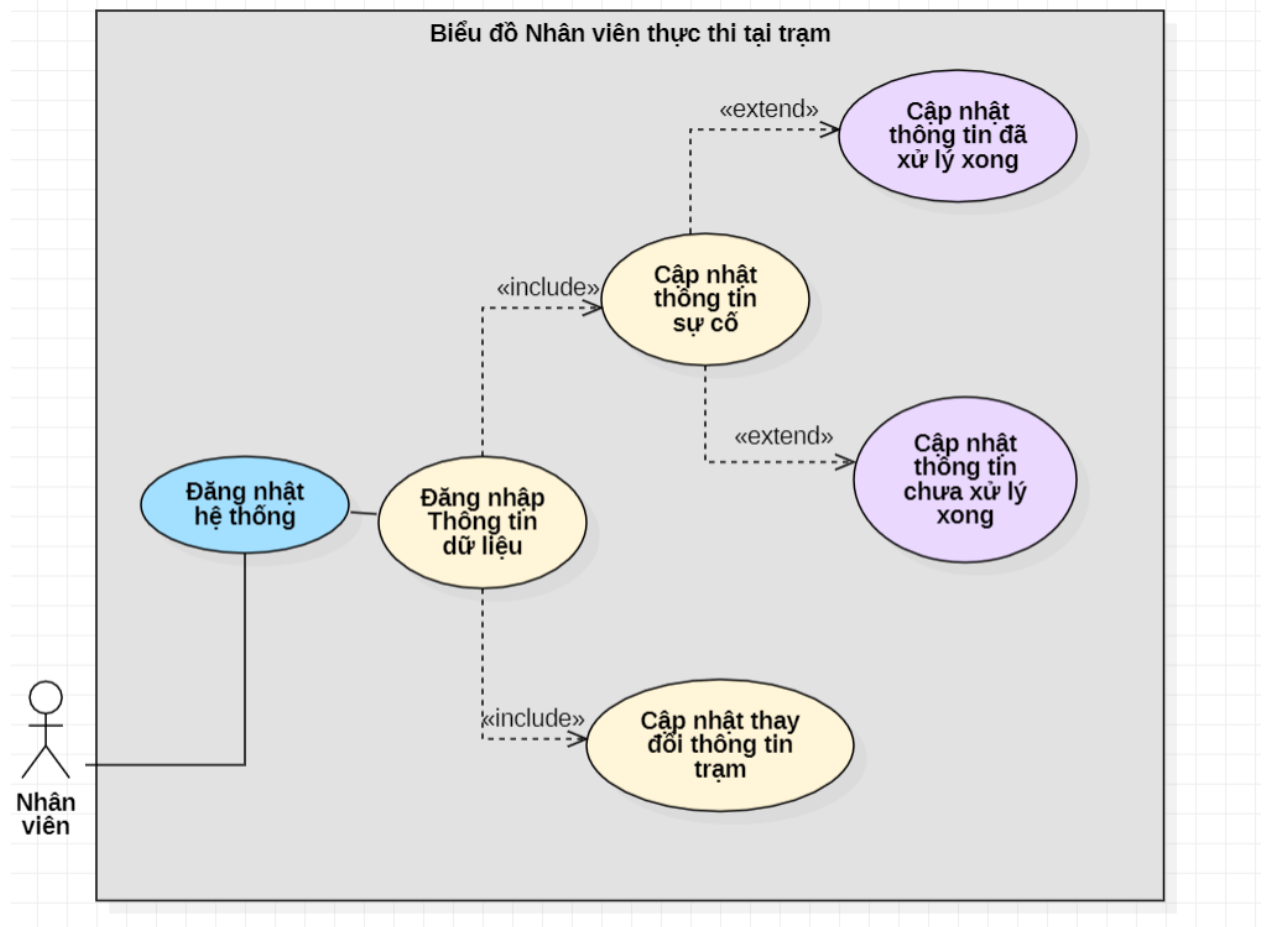 Biểu đồ Nhân viên thực thi tại trạm
«extend»
Cập nhật
thông tin đã
xử lý xong
«include»
Cập nhật
thông tin
sự cố
«extend»
Cập nhật
thông tin
chưa xử lý
xong
Đăng nhật
hệ thống
Đăng nhập
Thông tin
dữ liệu
«include»
Cập nhật thay
đổi thông tin
trạm
Nhân
viên